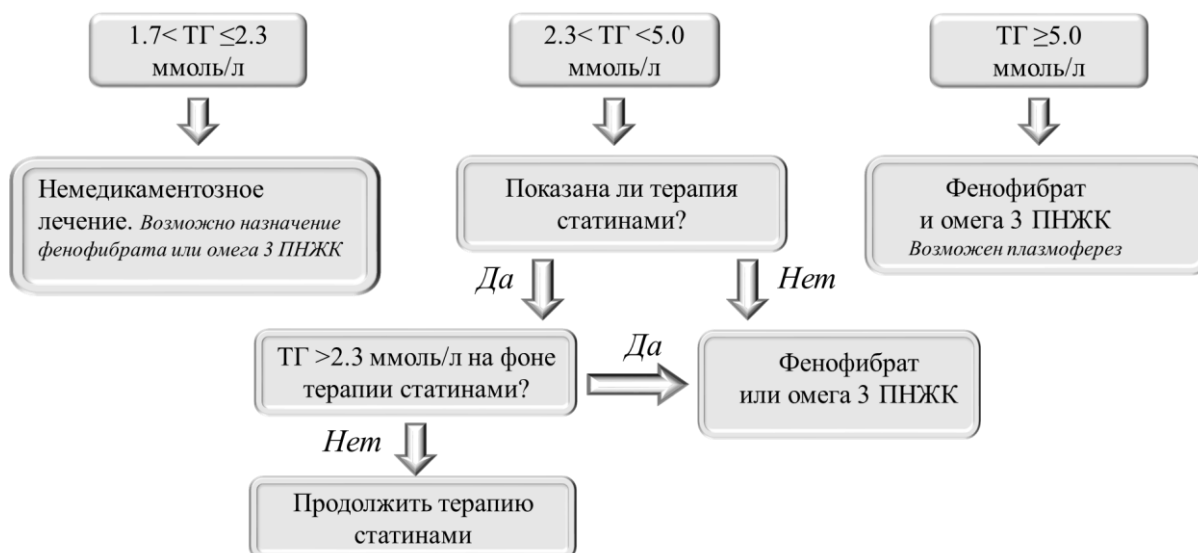 1.7< ТГ ≤2.3
ммоль/л
2.3< ТГ <5.0
ммоль/л
ТГ ≥5.0
ммоль/л
Немедикаментозное
лечение. Возможно назначение
фенофибрата или омега 3 ПНЖК
Показана ли терапия
статинами?
Фенофибрат
и омега 3 ПНЖК
Возможен плазмоферез
Да
Нет
ТГ >2.3 ммоль/л на фоне
терапии статинами?
Да
Фенофибрат
или омега 3 ПНЖК
Нет
Продолжить терапию
статинами